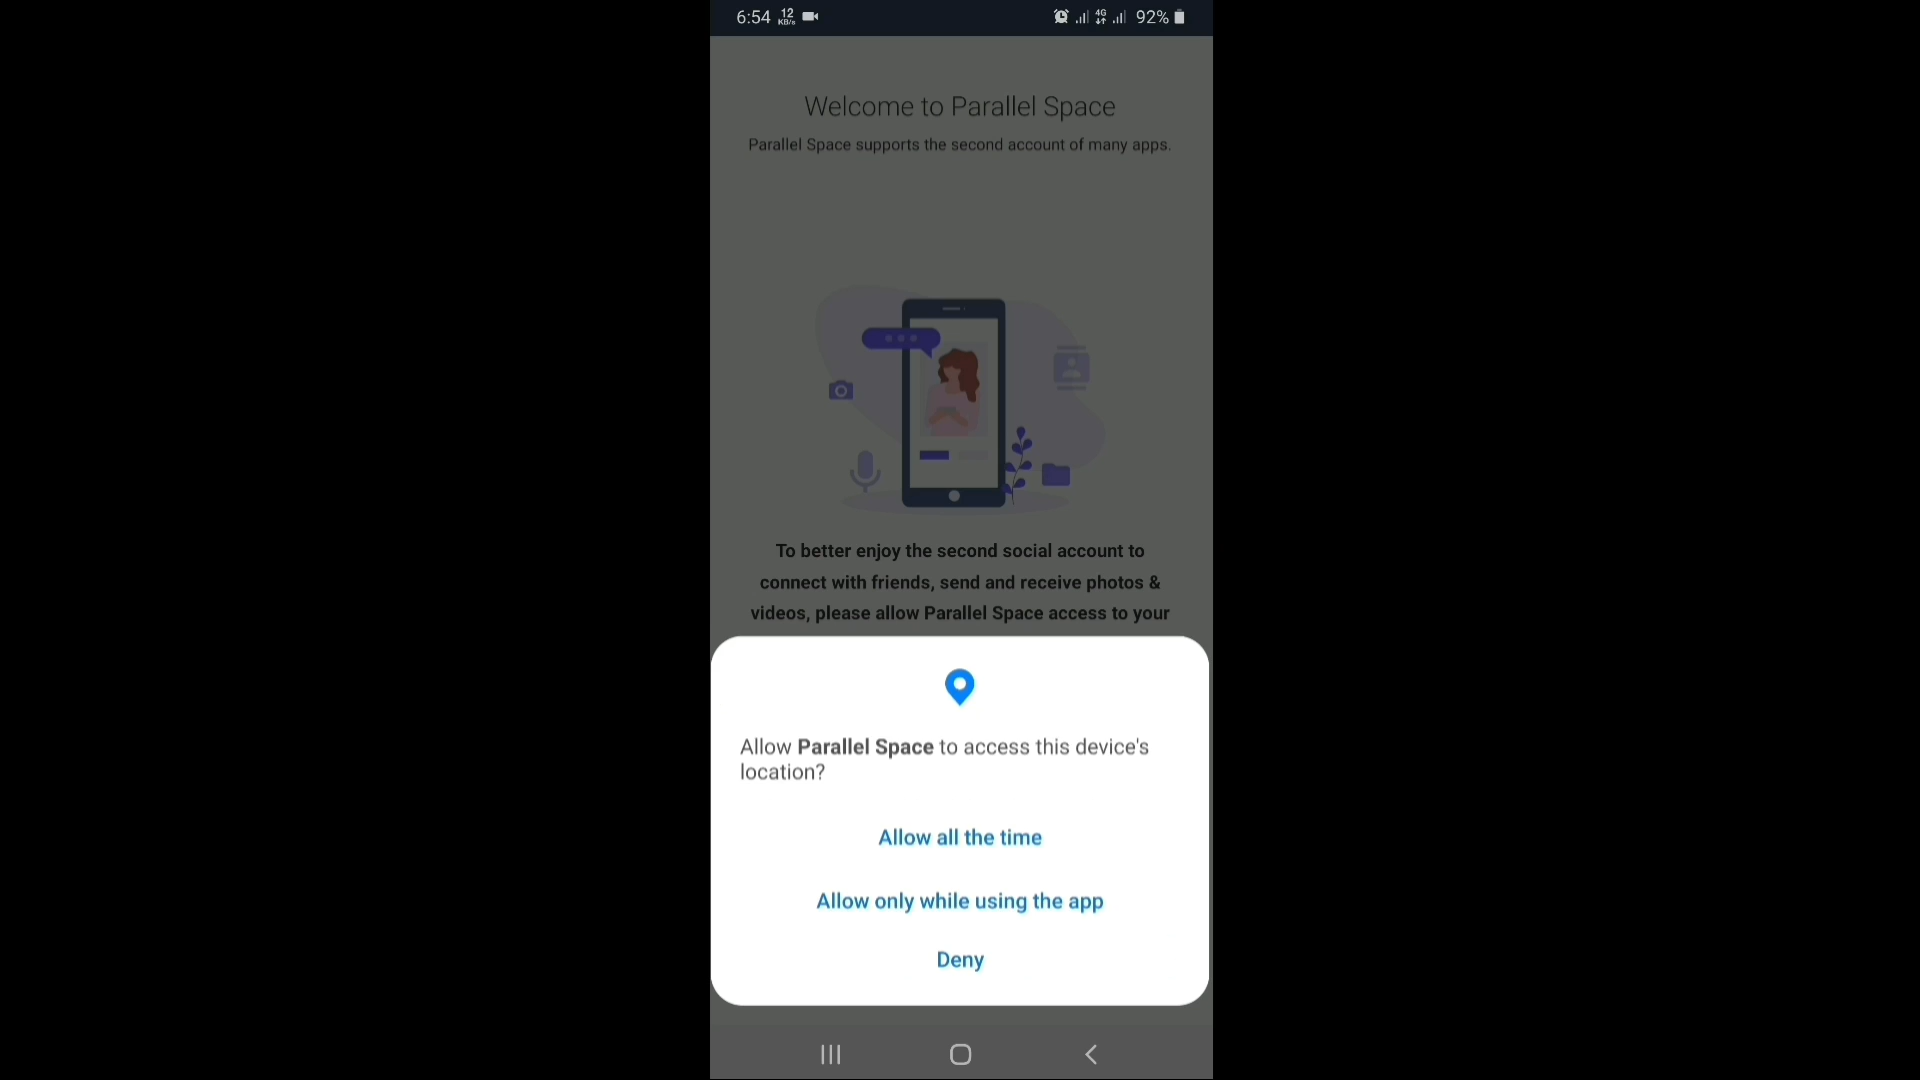 6:54 12 KB/s 4G 92%
Welcome to Parallel Space
Parallel Space supports the second account of many apps.
To better enjoy the second social account to
connect with friends, send and receive photos &
videos, please allow Parallel Space access to your
Allow Parallel Space to access this device's
location?
Allow all the time
Allow only while using the app
Deny